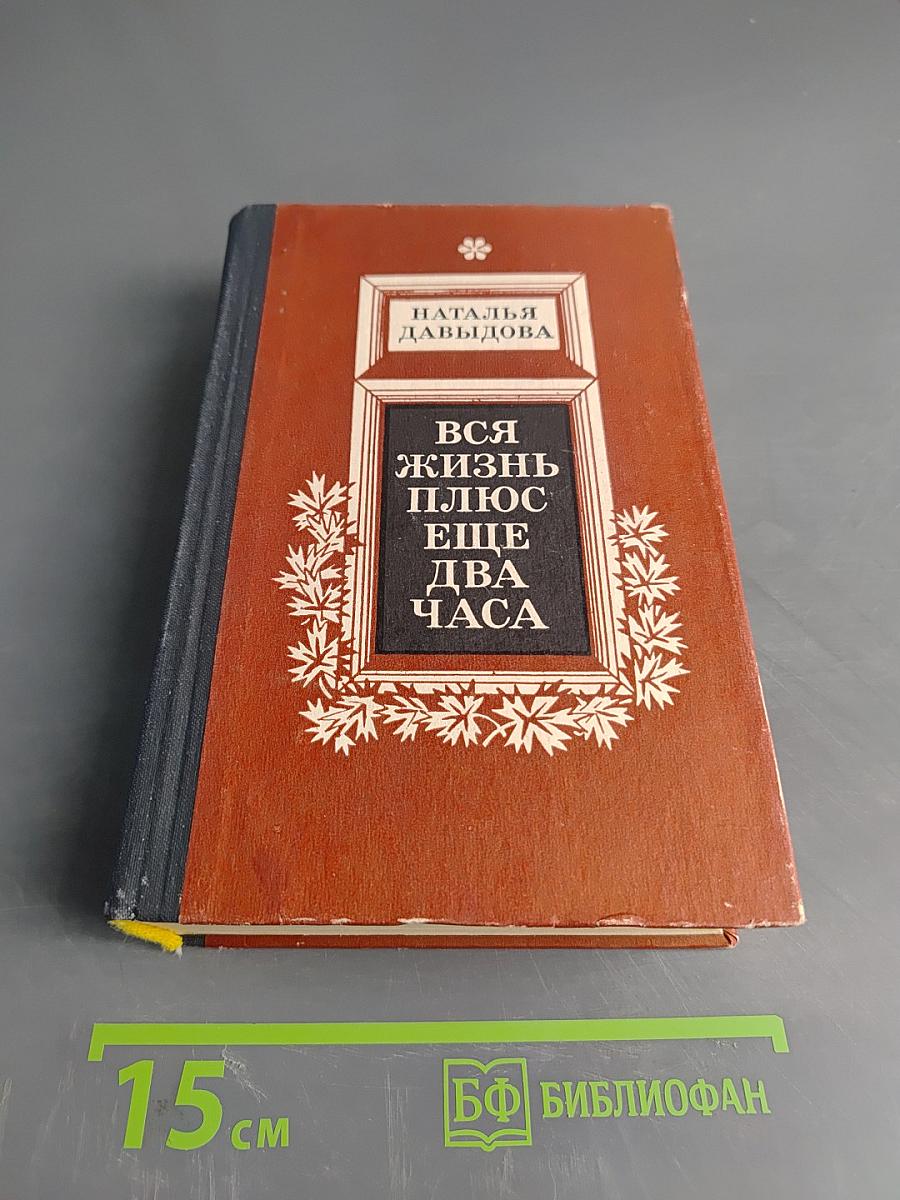 НАТАЛЬЯ
ДАВЫДОВА
ВСЯ
ЖИЗНЬ
ПЛЮС
ЕЩЕ
ДВА
ЧАСА
15 см
БФ БИБЛИОФАН